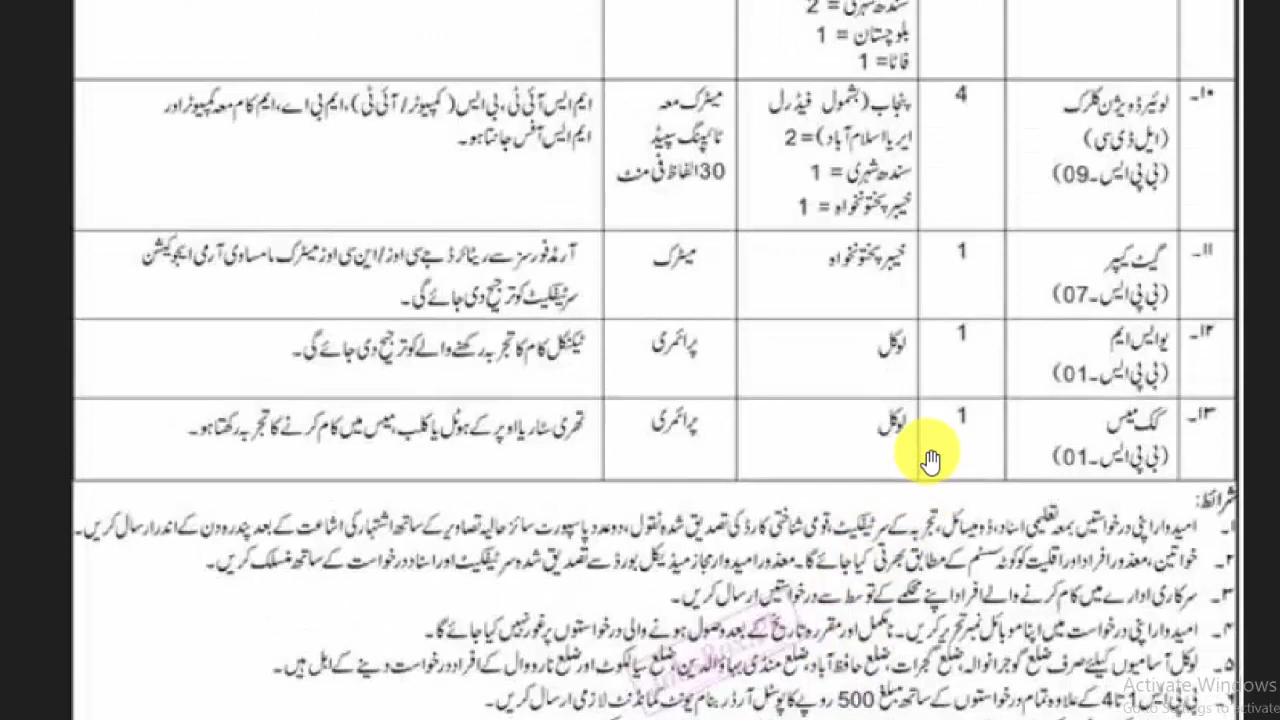 سندھ شہری = 2
بلوچستان = 1
فاٹا = 1
۱۰۔
لوئیر ڈویژن کلرک
(ایل ڈی سی)
(بی پی ایس۔09)
4
پنجاب (بشمول فیڈرل
ایریا اسلام آباد) = 2
سندھ شہری = 1
خیبر پختونخواہ = 1
میٹرک معہ
ٹائپنگ سپیڈ
30 الفاظ فی منٹ
ایم ایس آئی ٹی، بی ایس (کمپیوٹر/آئی ٹی)، ایم بی اے، ایم کام معہ کمپیوٹر اور
ایم ایس آفس جانتا ہو۔
۱۱۔
گیٹ کیپر
(بی پی ایس۔07)
1
خیبر پختونخواہ
میٹرک
آرمڈ فورسز سے ریٹائرڈ جے سی اوز/این سی اوز میٹرک یا مساوی آرمی ایجوکیشن
سرٹیفکیٹ کو ترجیح دی جائے گی۔
۱۲۔
یو ایس ایم
(بی پی ایس۔01)
1
لوکل
پرائمری
ٹیکنیکل کام کا تجربہ رکھنے والے کو ترجیح دی جائے گی۔
۱۳۔
کک میس
(بی پی ایس۔01)
1
لوکل
پرائمری
تھری سٹار یا اوپر کے ہوٹل یا کلب، میس میں کام کرنے کا تجربہ رکھتا ہو۔
شرائط:
۱۔ امیدوار اپنی درخواستیں بمعہ تعلیمی اسناد، ڈومیسائل، تجربہ کے سرٹیفکیٹ، قومی شناختی کارڈ کی تصدیق شدہ نقول، دو عدد پاسپورٹ سائز حالیہ تصاویر کے ساتھ اشتہار کی اشاعت کے بعد پندرہ دن کے اندر ارسال کریں۔
۲۔ خواتین، معذور افراد اور اقلیت کو کوٹہ سسٹم کے مطابق بھرتی کیا جائے گا۔ معذور امیدوار مجاز میڈیکل بورڈ سے تصدیق شدہ سرٹیفکیٹ اور اسناد درخواست کے ساتھ منسلک کریں۔
۳۔ سرکاری ادارے میں کام کرنے والے افراد اپنے محکمے کے توسط سے درخواستیں ارسال کریں۔
۴۔ امیدوار اپنی درخواست میں اپنا موبائل نمبر تحریر کریں۔ نامکمل اور مقررہ تاریخ کے بعد وصول ہونے والی درخواستوں پر غور نہیں کیا جائے گا۔
۵۔ لوکل آسامیوں کیلئے صرف ضلع گوجرانوالہ، ضلع گجرات، ضلع حافظ آباد، ضلع منڈی بہاؤالدین، ضلع سیالکوٹ اور ضلع نارووال کے افراد درخواست دینے کے اہل ہیں۔
ایس 1 تا 4 کے علاوہ تمام درخواستوں کے ساتھ مبلغ 500 روپے کا پوسٹل آرڈر بنام یونٹ کمانڈنٹ لازمی ارسال کریں۔
Activate Windows
Go to Settings to activate